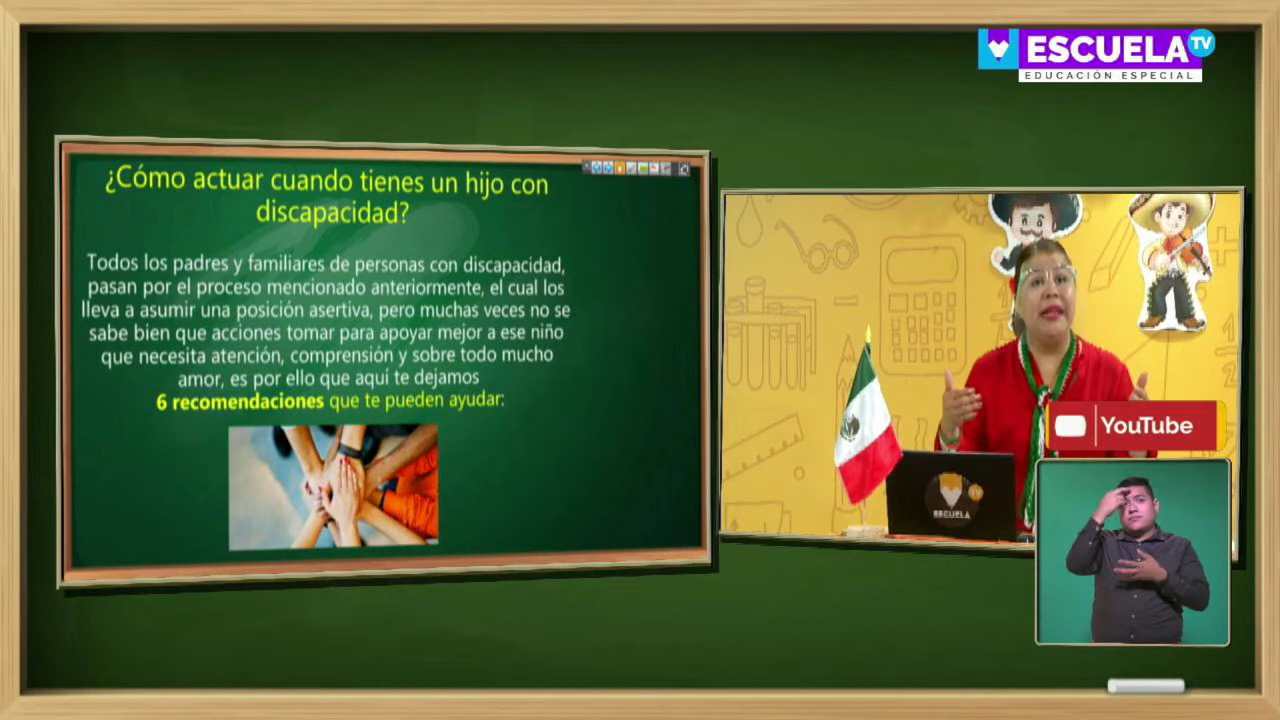 ESCUELA TV
EDUCACIÓN ESPECIAL
¿Cómo actuar cuando tienes un hijo con
discapacidad?
Todos los padres y familiares de personas con discapacidad,
pasan por el proceso mencionado anteriormente, el cual los
lleva a asumir una posición asertiva, pero muchas veces no se
sabe bien que acciones tomar para apoyar mejor a ese niño
que necesita atención, comprensión y sobre todo mucho
amor, es por ello que aquí te dejamos
6 recomendaciones que te pueden ayudar:
YouTube
TV
ESCUELA